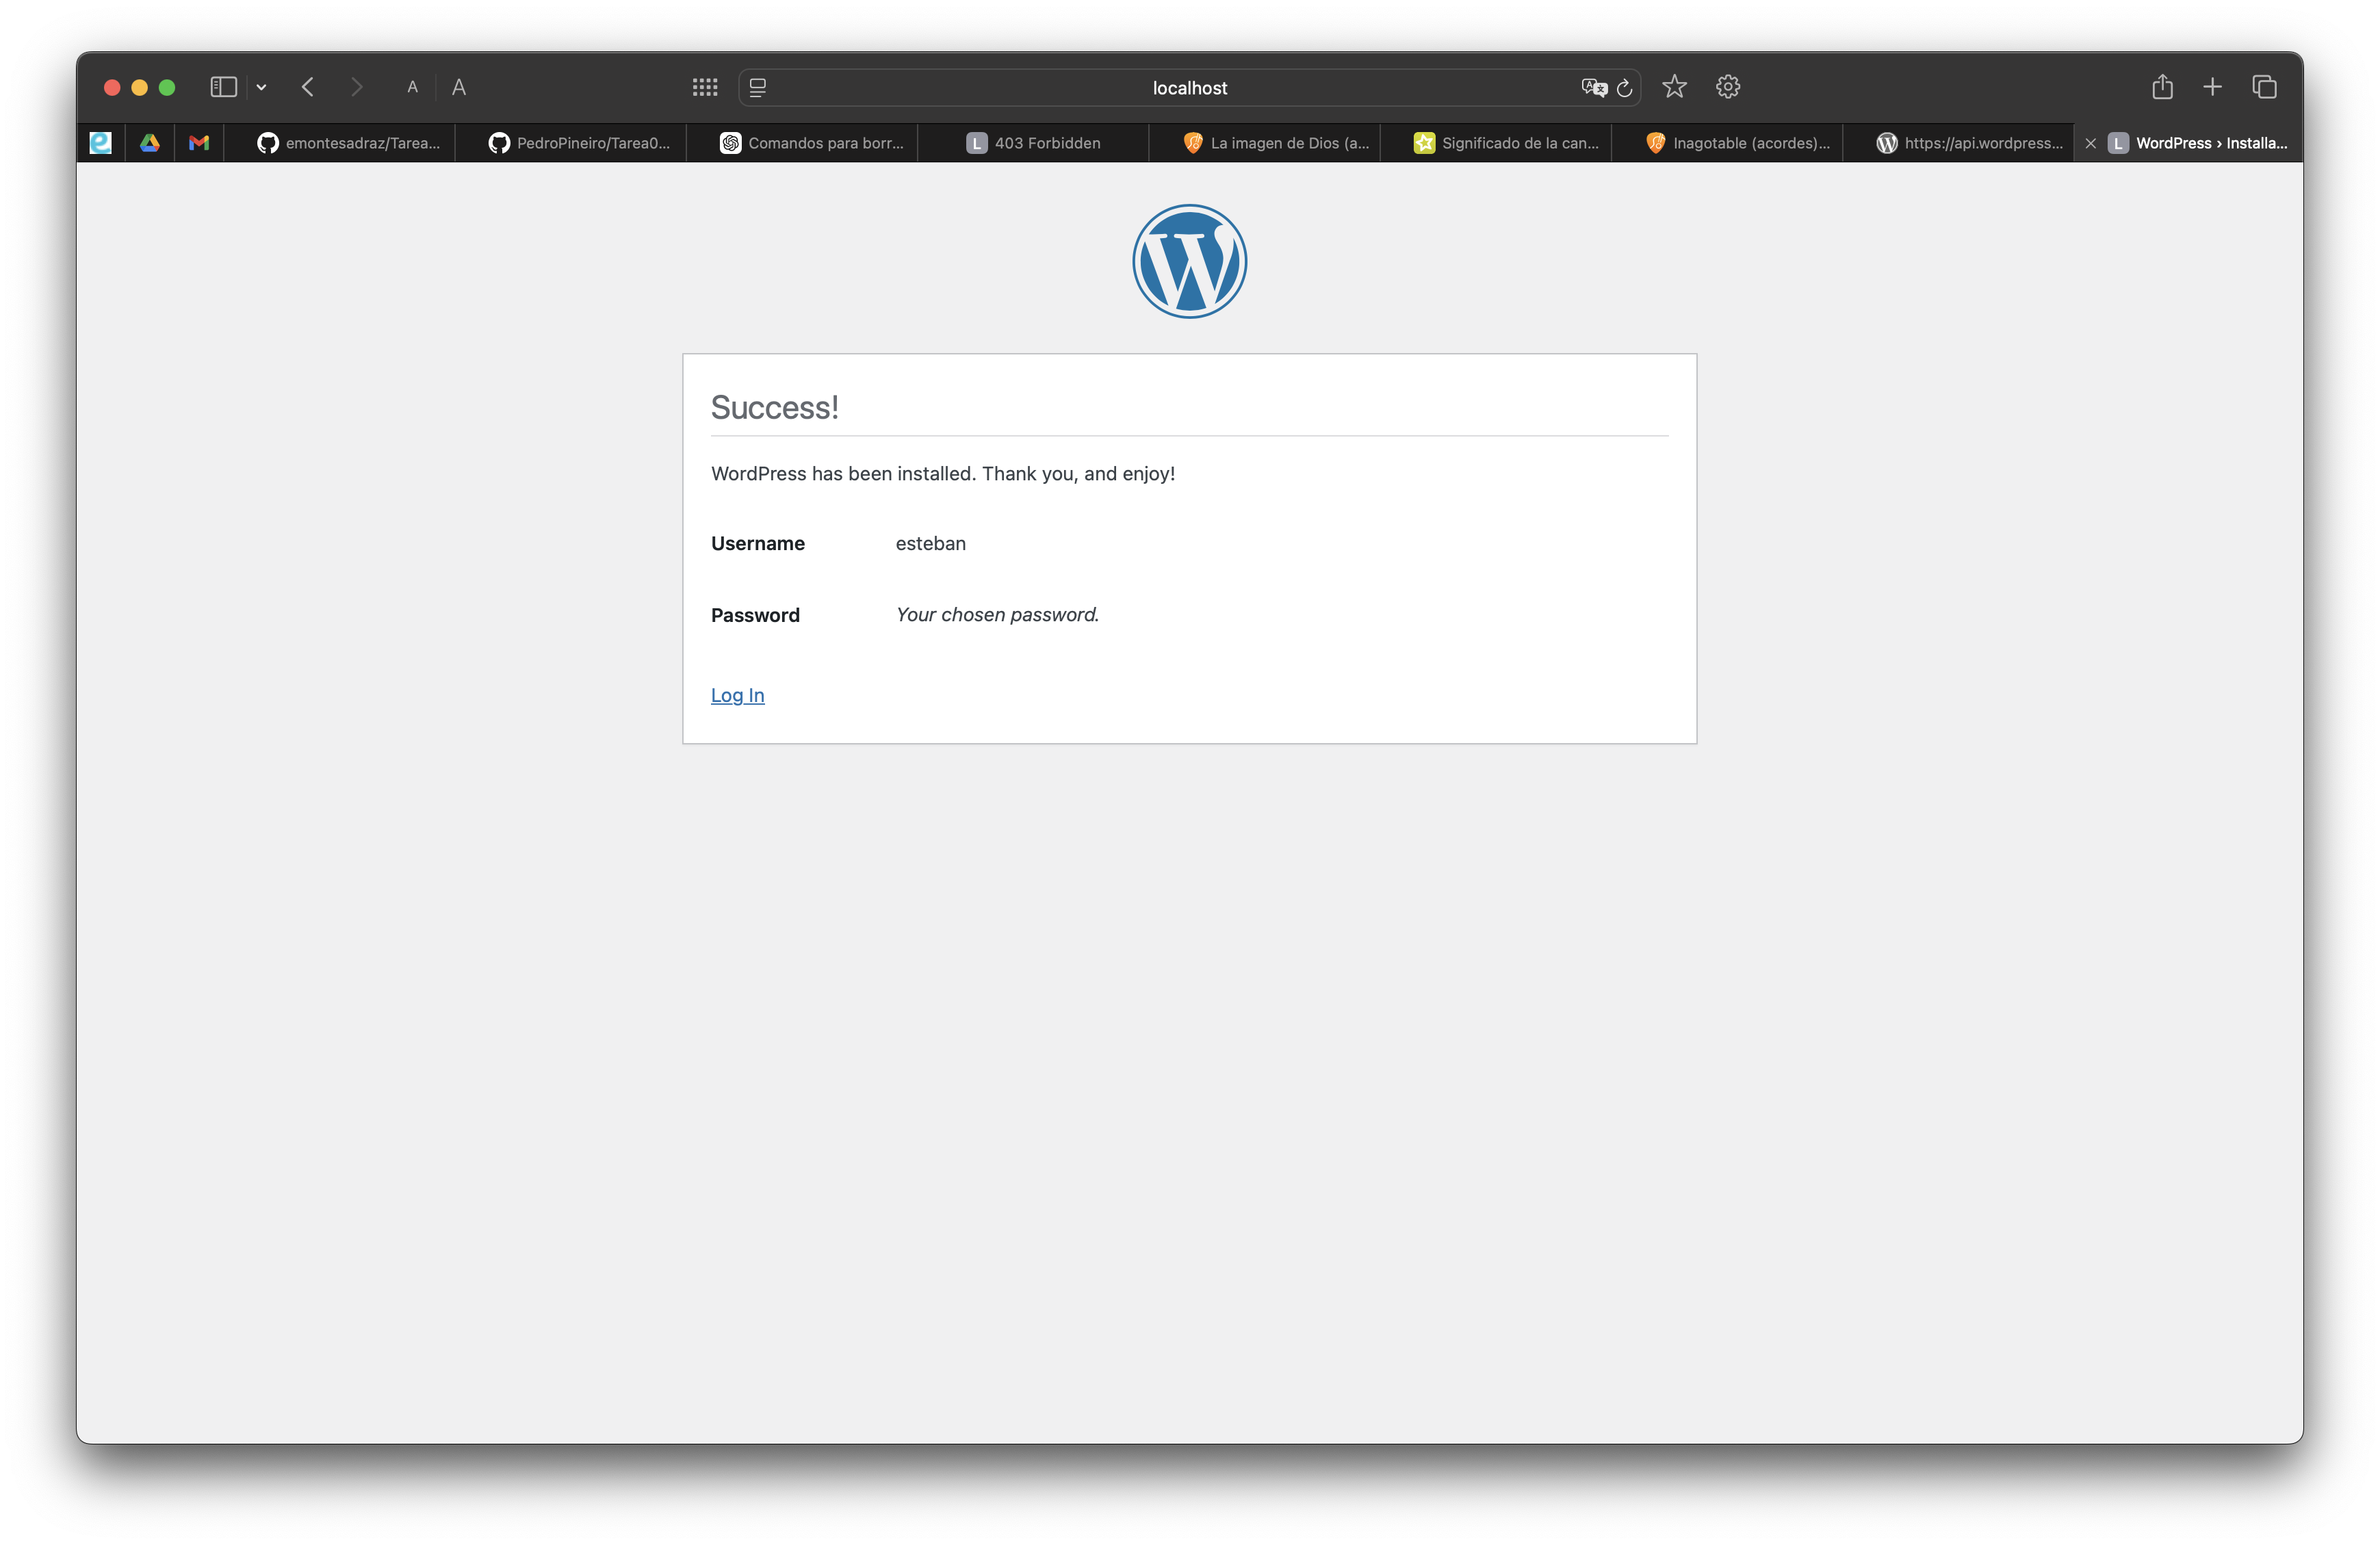 A A localhost
emontesadraz/Tarea...
PedroPineiro/Tarea0...
Comandos para borr...
L 403 Forbidden
La imagen de Dios (a...
Significado de la can...
Inagotable (acordes)...
https://api.wordpress...
L WordPress › Installa...
Success!
WordPress has been installed. Thank you, and enjoy!
Username esteban
Password Your chosen password.
Log In